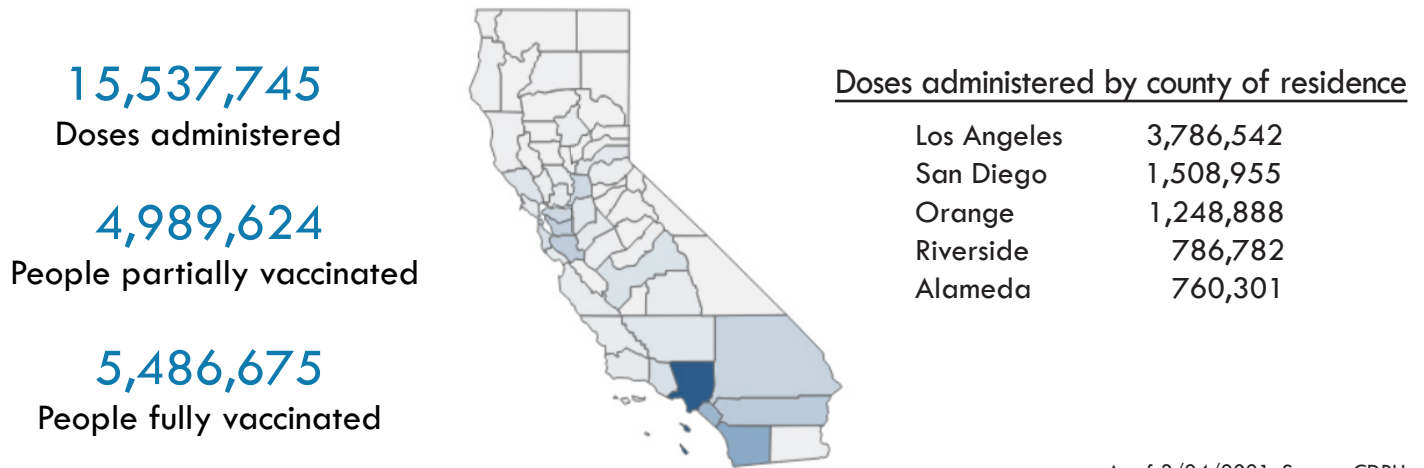 15,537,745
Doses administered
4,989,624
People partially vaccinated
5,486,675
People fully vaccinated
Doses administered by county of residence
Los Angeles 3,786,542
San Diego 1,508,955
Orange 1,248,888
Riverside 786,782
Alameda 760,301